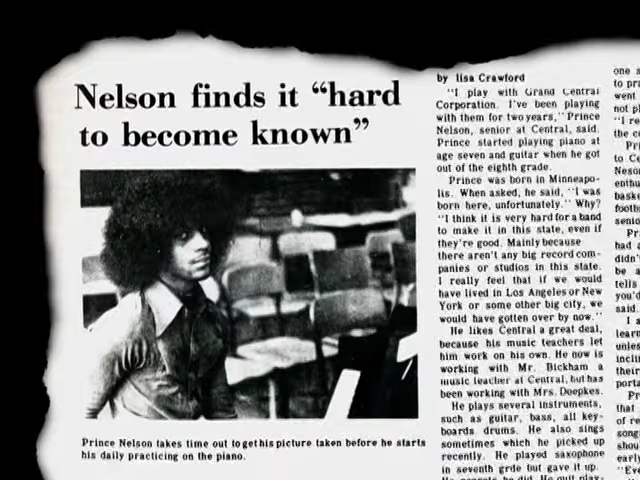 Nelson finds it “hard
to become known”
Prince Nelson takes time out to get his picture taken before he starts
his daily practicing on the piano.
by lisa Crawford
"I play with Grand Central
Corporation. I've been playing
with them for two years," Prince
Nelson, senior at Central, said.
Prince started playing piano at
age seven and guitar when he got
out of the eighth grade.
Prince was born in Minneapo-
lis. When asked, he said, "I was
born here, unfortunately." Why?
"I think it is very hard for a band
to make it in this state, even if
they're good. Mainly because
there aren't any big record com-
panies or studios in this state.
I really feel that if we would
have lived in Los Angeles or New
York or some other big city, we
would have gotten over by now."
He likes Central a great deal,
because his music teachers let
him work on his own. He now is
working with Mr. Bickham a
music teacher at Central, but has
been working with Mrs. Doepkes.
He plays several instruments,
such as guitar, bass, all key-
boards drums. He also sings
sometimes which he picked up
recently. He played saxophone
in seventh grde but gave it up.
one
to
went
not
"I
the
to